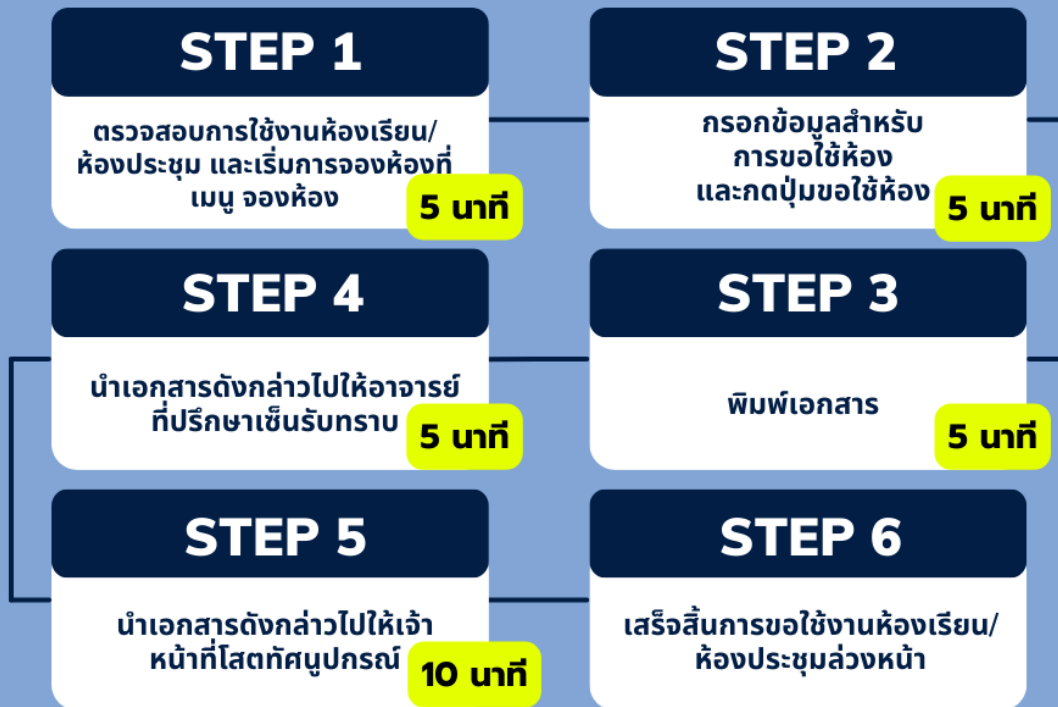 STEP 1
ตรวจสอบการใช้งานห้องเรียน/
ห้องประชุม และเริ่มการจองห้องที่
เมนู จองห้อง
5 นาที
STEP 2
กรอกข้อมูลสำหรับ
การขอใช้ห้อง
และกดปุ่มขอใช้ห้อง
5 นาที
STEP 3
พิมพ์เอกสาร
5 นาที
STEP 4
นำเอกสารดังกล่าวไปให้อาจารย์
ที่ปรึกษาเซ็นรับทราบ
5 นาที
STEP 5
นำเอกสารดังกล่าวไปให้เจ้า
หน้าที่โสตทัศนูปกรณ์
10 นาที
STEP 6
เสร็จสิ้นการขอใช้งานห้องเรียน/
ห้องประชุมล่วงหน้า